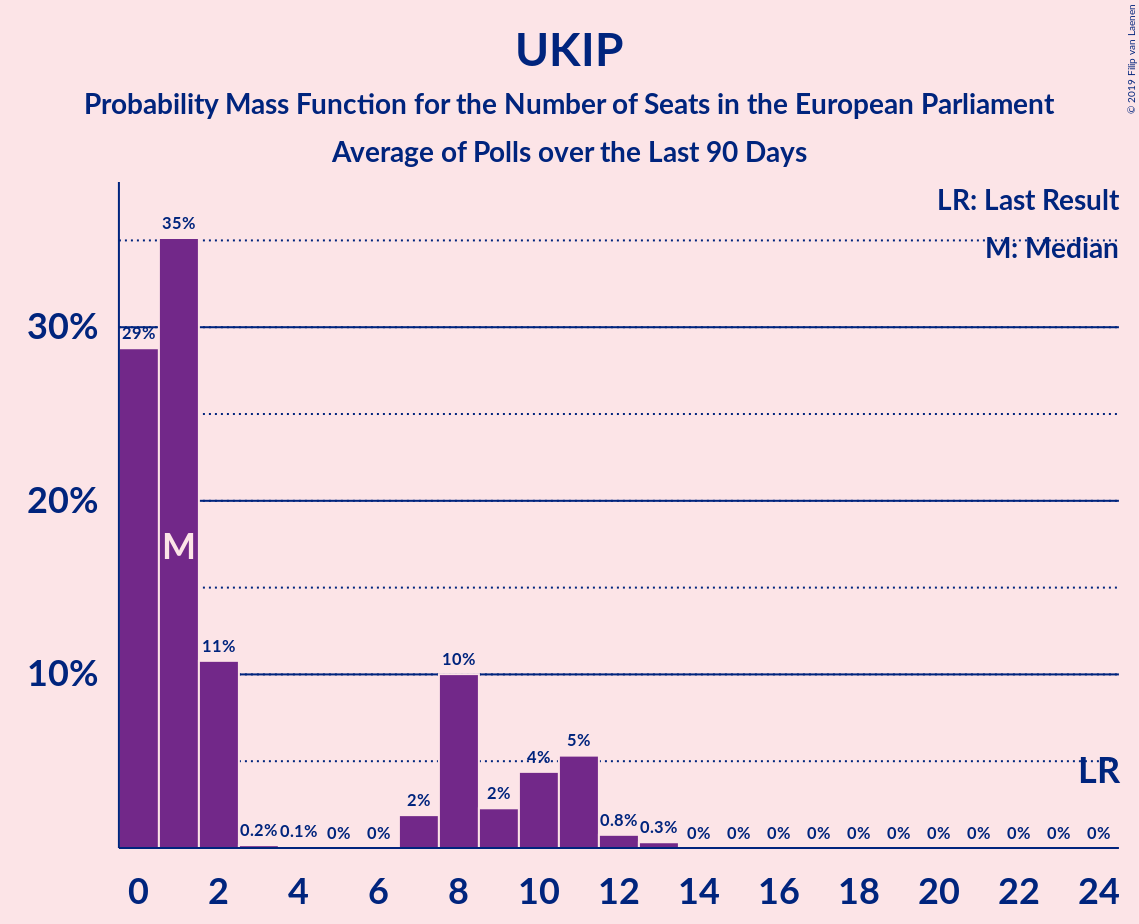 UKIP
Probability Mass Function for the Number of Seats in the European Parliament
Average of Polls over the Last 90 Days
© 2019 Filip van Laenen
LR: Last Result
M: Median
35%
30%
29%
20%
M
11%
10%
10%
5%
4%
LR
2%
2%
0.2% 0.1% 0% 0% 0.8% 0.3% 0% 0% 0% 0% 0% 0% 0% 0% 0% 0% 0%
0 2 4 6 8 10 12 14 16 18 20 22 24